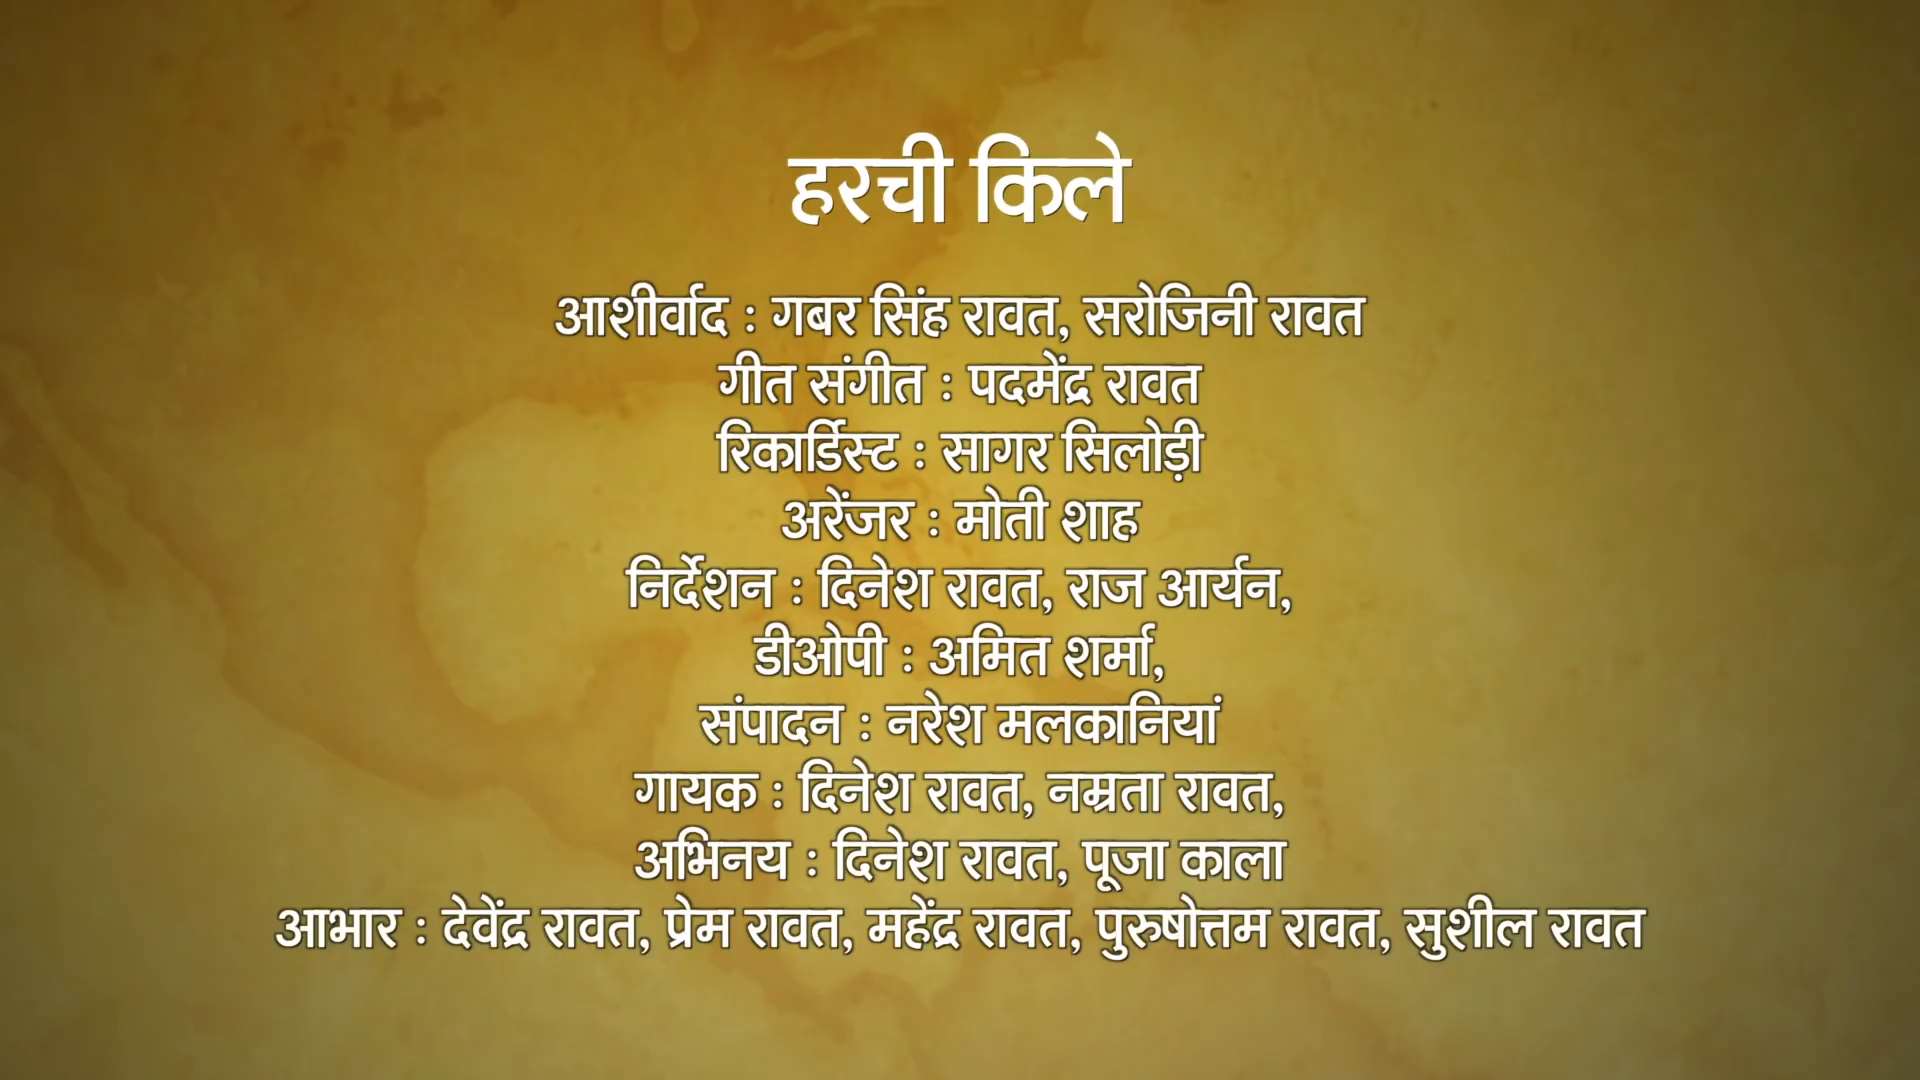 हरची किले
आशीर्वाद : गबर सिंह रावत, सरोजिनी रावत
गीत संगीत : पदमेंद्र रावत
रिकार्डिस्ट : सागर सिलोड़ी
अरेंजर : मोती शाह
निर्देशन : दिनेश रावत, राज आर्यन,
डीओपी : अमित शर्मा,
संपादन : नरेश मलकानियां
गायक : दिनेश रावत, नम्रता रावत,
अभिनय : दिनेश रावत, पूजा काला
आभार : देवेंद्र रावत, प्रेम रावत, महेंद्र रावत, पुरुषोत्तम रावत, सुशील रावत